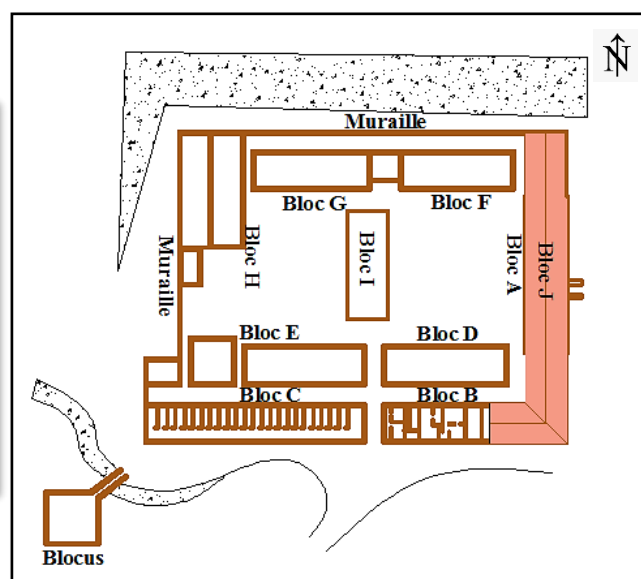 N
Muraille
Bloc G
Bloc F
Muraille
Bloc H
Bloc I
Bloc A
Bloc J
Bloc E
Bloc D
Bloc C
Bloc B
Blocus